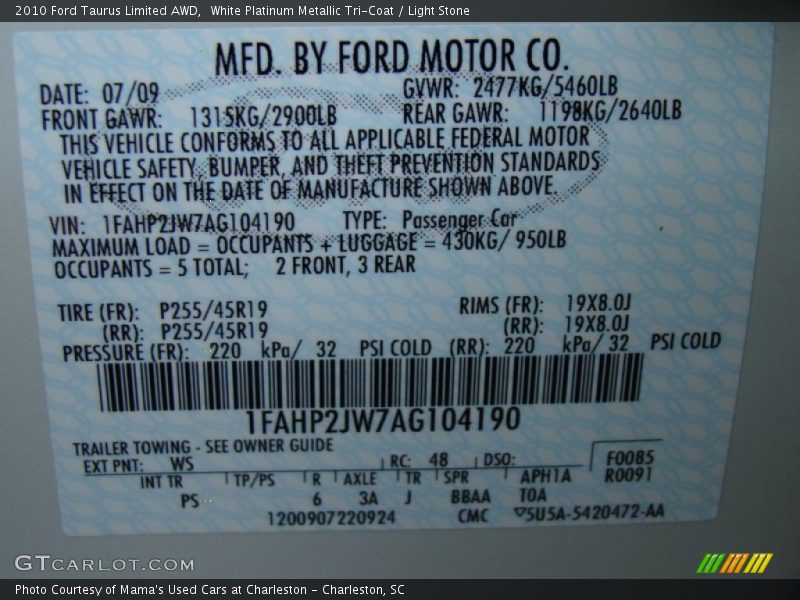 2010 Ford Taurus Limited AWD, White Platinum Metallic Tri-Coat / Light Stone
MFD. BY FORD MOTOR CO.
DATE: 07/09 GVWR: 2477KG/5460LB
FRONT GAWR: 1315KG/2900LB REAR GAWR: 1198KG/2640LB
THIS VEHICLE CONFORMS TO ALL APPLICABLE FEDERAL MOTOR
VEHICLE SAFETY, BUMPER, AND THEFT PREVENTION STANDARDS
IN EFFECT ON THE DATE OF MANUFACTURE SHOWN ABOVE.
VIN: 1FAHP2JW7AG104190 TYPE: Passenger Car
MAXIMUM LOAD = OCCUPANTS + LUGGAGE = 430KG/ 950LB
OCCUPANTS = 5 TOTAL; 2 FRONT, 3 REAR
TIRE (FR): P255/45R19 RIMS (FR): 19X8.0J
(RR): P255/45R19 (RR): 19X8.0J
PRESSURE (FR): 220 kPa/ 32 PSI COLD (RR): 220 kPa/ 32 PSI COLD
1FAHP2JW7AG104190
TRAILER TOWING - SEE OWNER GUIDE
EXT PNT: WS RC: 48 DSO: F0085
INT TR TP/PS R AXLE TR SPR APH1A R0091
PS 6 3A J BBAA TOA
1200907220924 CMC ▽5U5A-5420472-AA
GTCARLOT.COM
Photo Courtesy of Mama's Used Cars at Charleston - Charleston, SC